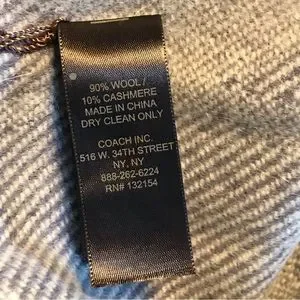 90% WOOL /
10% CASHMERE
MADE IN CHINA
DRY CLEAN ONLY
COACH INC.
516 W. 34TH STREET
NY, NY
888-262-6224
RN# 132154